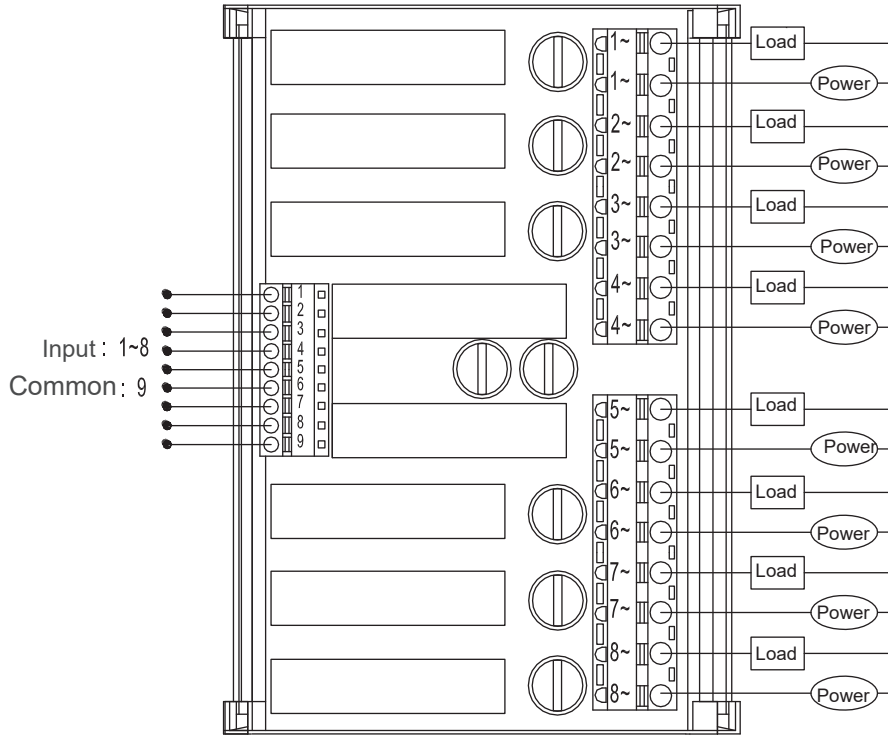 1~ Load
1~ Power
2~ Load
2~ Power
3~ Load
3~ Power
4~ Load
4~ Power
1
2
3
Input : 1~8 4
5
Common : 9 6
7
8
9
5~ Load
5~ Power
6~ Load
6~ Power
7~ Load
7~ Power
8~ Load
8~ Power